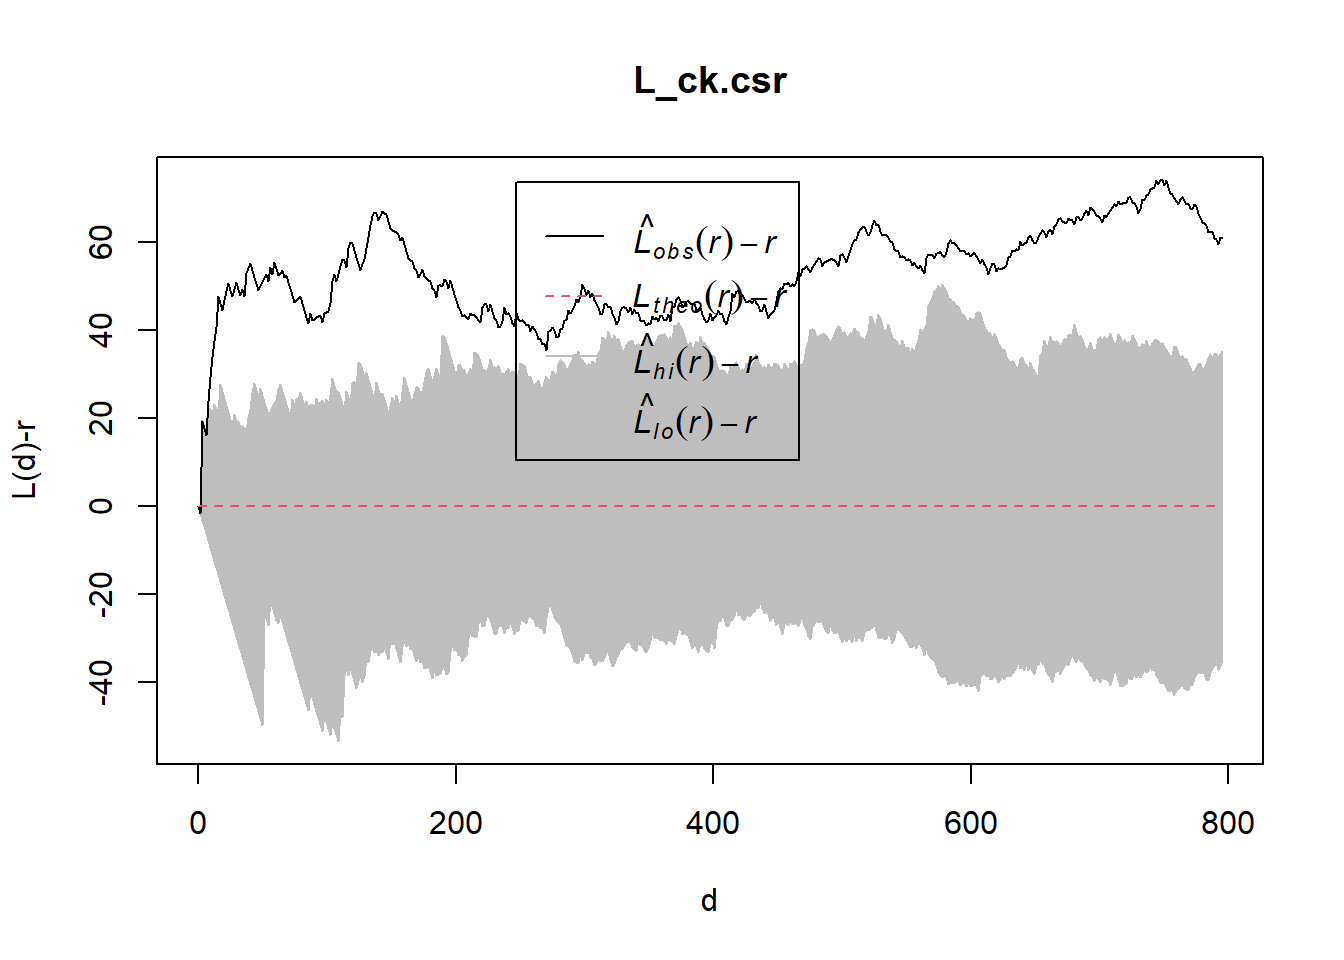 L_ck.csr
L̂obs(r) − r
Ltheo(r) − r
L̂hi(r) − r
L̂lo(r) − r
L(d)-r
60
40
20
0
-20
-40
0 200 400 600 800
d